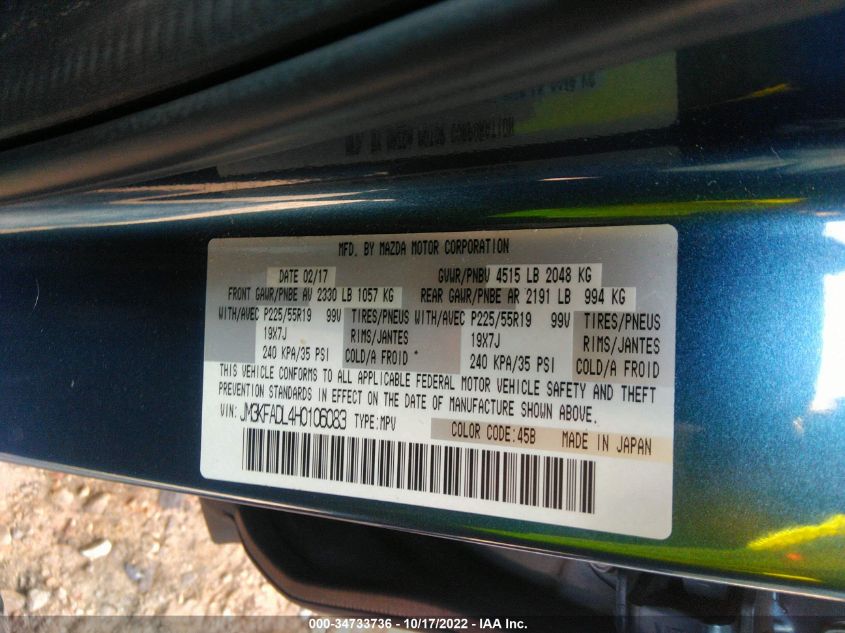 MFD. BY MAZDA MOTOR CORPORATION
DATE 02/17 GVWR/PNBV 4515 LB 2048 KG
FRONT GAWR/PNBE AV 2330 LB 1057 KG REAR GAWR/PNBE AR 2191 LB 994 KG
WITH/AVEC P225/55R19 99V TIRES/PNEUS WITH/AVEC P225/55R19 99V TIRES/PNEUS
19X7J RIMS/JANTES 19X7J RIMS/JANTES
240 KPA/35 PSI COLD/A FROID * 240 KPA/35 PSI COLD/A FROID
THIS VEHICLE CONFORMS TO ALL APPLICABLE FEDERAL MOTOR VEHICLE SAFETY AND THEFT
PREVENTION STANDARDS IN EFFECT ON THE DATE OF MANUFACTURE SHOWN ABOVE.
VIN: JM3KFADL4H0106083 TYPE:MPV COLOR CODE:45B MADE IN JAPAN
000-34733736 - 10/17/2022 - IAA Inc.